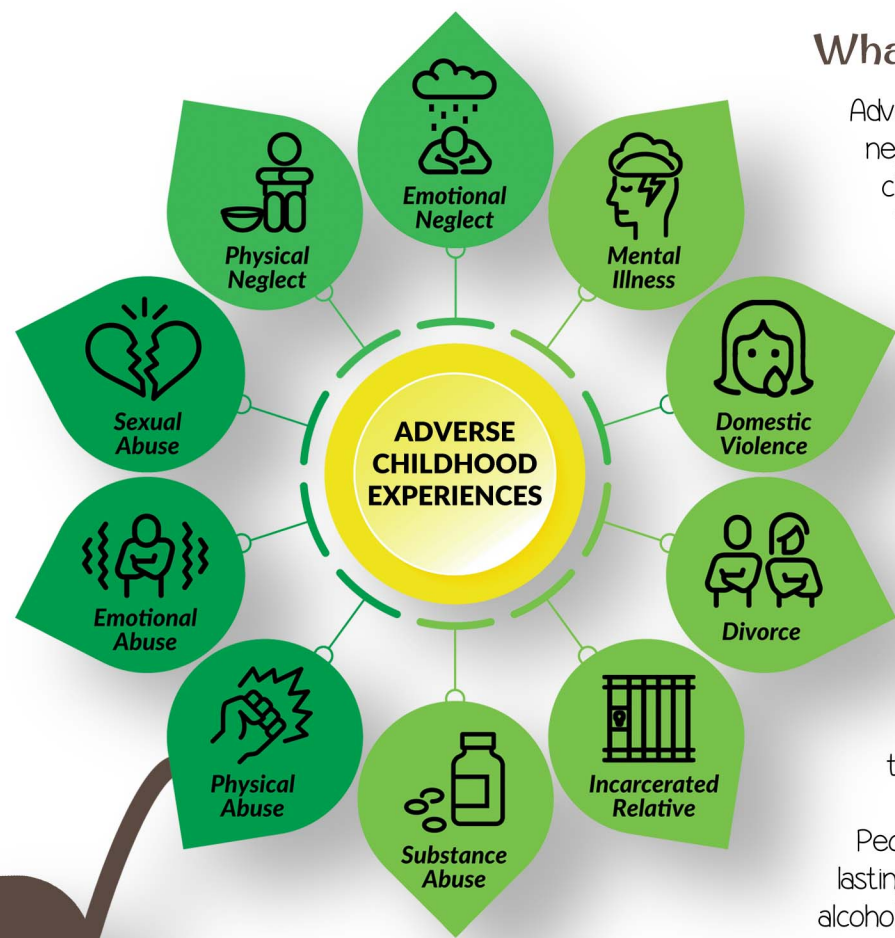 ADVERSE
CHILDHOOD
EXPERIENCES
Emotional
Neglect
Mental
Illness
Domestic
Violence
Divorce
Incarcerated
Relative
Substance
Abuse
Physical
Abuse
Emotional
Abuse
Sexual
Abuse
Physical
Neglect